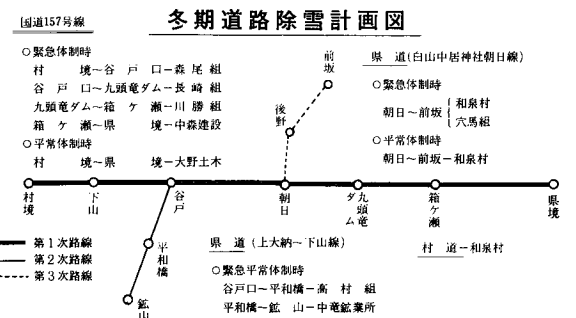 国道157号線
冬期道路除雪計画図
○緊急体制時
村境～谷戸口－森尾組
谷戸口～九頭竜ダム－長崎組
九頭竜ダム～箱ケ瀬－川勝組
箱ケ瀬～県境－中森建設
○平常体制時
村境～県境－大野土木
県道(白山中居神社朝日線)
○緊急体制時
朝日～前坂{和泉村
穴馬組
○平常体制時
朝日～前坂－和泉村
前坂
後野
村境
下山
谷戸
朝日
九頭竜ダム
箱ケ瀬
県境
平和橋
鉱山
第1次路線
第2次路線
第3次路線
県道(上大納～下山線)
○緊急平常体制時
谷戸口～平和橋－高村組
平和橋～鉱山－中竜鉱業所
村道－和泉村